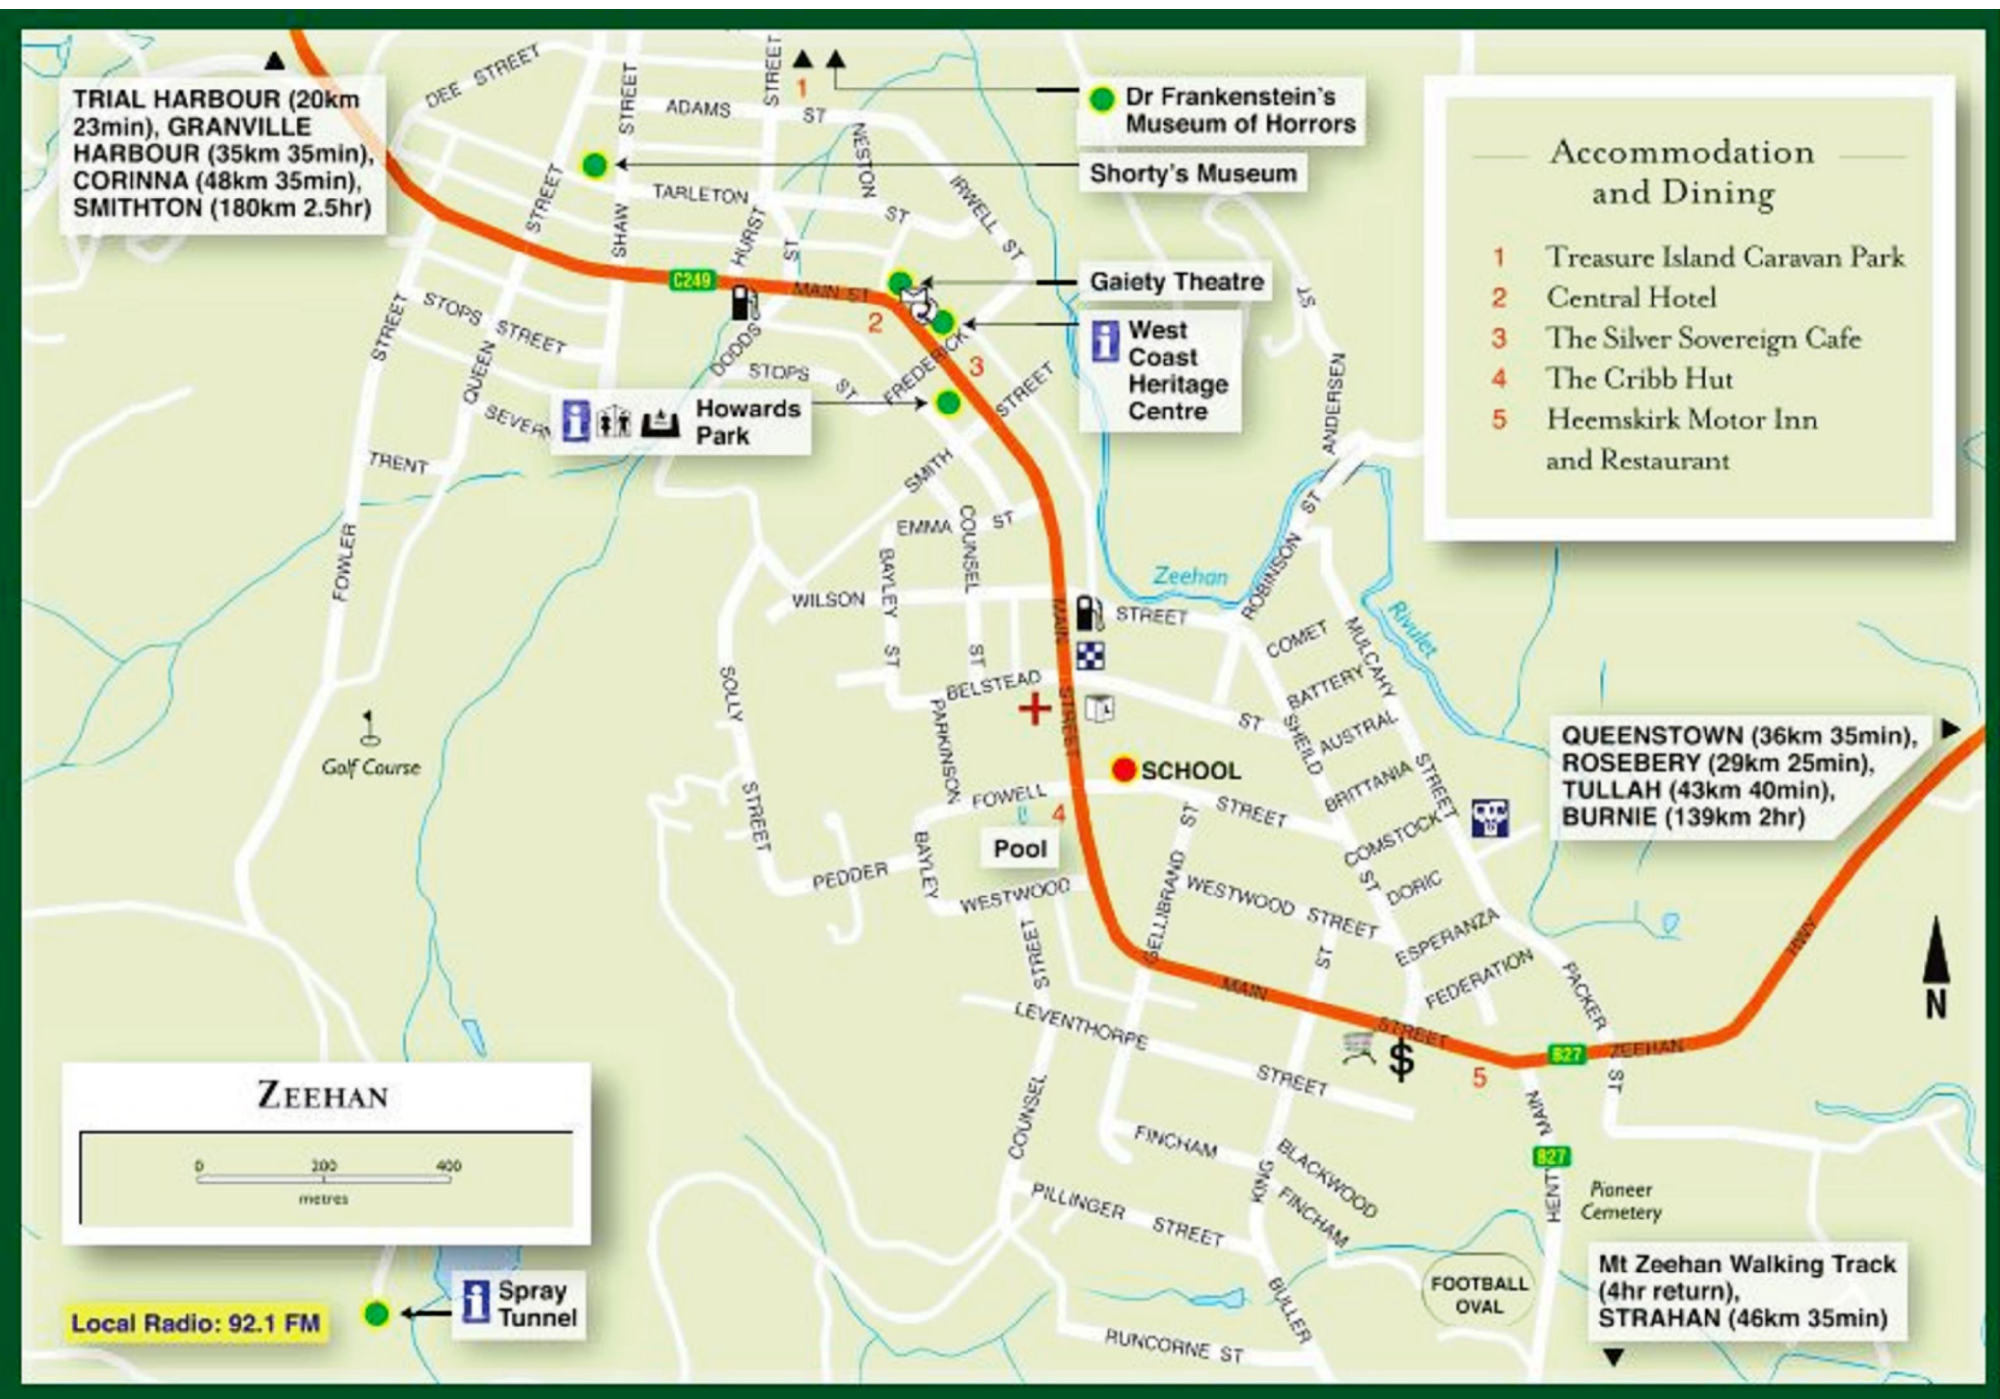 TRIAL HARBOUR (20km
23min), GRANVILLE
HARBOUR (35km 35min),
CORINNA (48km 35min),
SMITHTON (180km 2.5hr)
DEE STREET
STREET
STREET
1
ADAMS
ST
NESTON
Dr Frankenstein's
Museum of Horrors
Shorty's Museum
STREET
SHAW
TARLETON
HURST
ST
ST
IRWELL ST
Gaiety Theatre
C249
MAIN ST
2
West
Coast
Heritage
Centre
Accommodation
and Dining
1 Treasure Island Caravan Park
2 Central Hotel
3 The Silver Sovereign Cafe
4 The Cribb Hut
5 Heemskirk Motor Inn
and Restaurant
ST
ANDERSEN
STREET
STOPS STREET
QUEEN
DODDS
STOPS ST
FREDERICK
3
STREET
Howards
Park
SEVERN
TRENT
SMITH
EMMA ST
COUNSEL
ST
BAYLEY
ST
FOWLER
WILSON
STREET
MAIN
STREET
Zeehan
Rivulet
ROBINSON
ST
COMET
MULCAHY
STREET
BATTERY
AUSTRAL
SHEILD
ST
BRITTANIA
COMSTOCK
DORIC
ESPERANZA
FEDERATION
BELSTEAD
ST
SOLLY
STREET
PARKINSON
SCHOOL
Golf Course
FOWELL
STREET
4
Pool
PEDDER
BAYLEY
WESTWOOD
SELLIBRAND
ST
WESTWOOD STREET
ST
QUEENSTOWN (36km 35min),
ROSEBERY (29km 25min),
TULLAH (43km 40min),
BURNIE (139km 2hr)
HWY
N
STREET
MAIN
STREET
PACKER
ST
LEVENTHORPE
STREET
$
5
B27
ZEEHAN
MAIN
B27
HENTY
COUNSEL
FINCHAM
KING
BLACKWOOD
FINCHAM
PILLINGER STREET
BULLER
RUNCORNE ST
Pioneer
Cemetery
FOOTBALL
OVAL
Mt Zeehan Walking Track
(4hr return),
STRAHAN (46km 35min)
ZEEHAN
0 200 400
metres
Local Radio: 92.1 FM
Spray
Tunnel